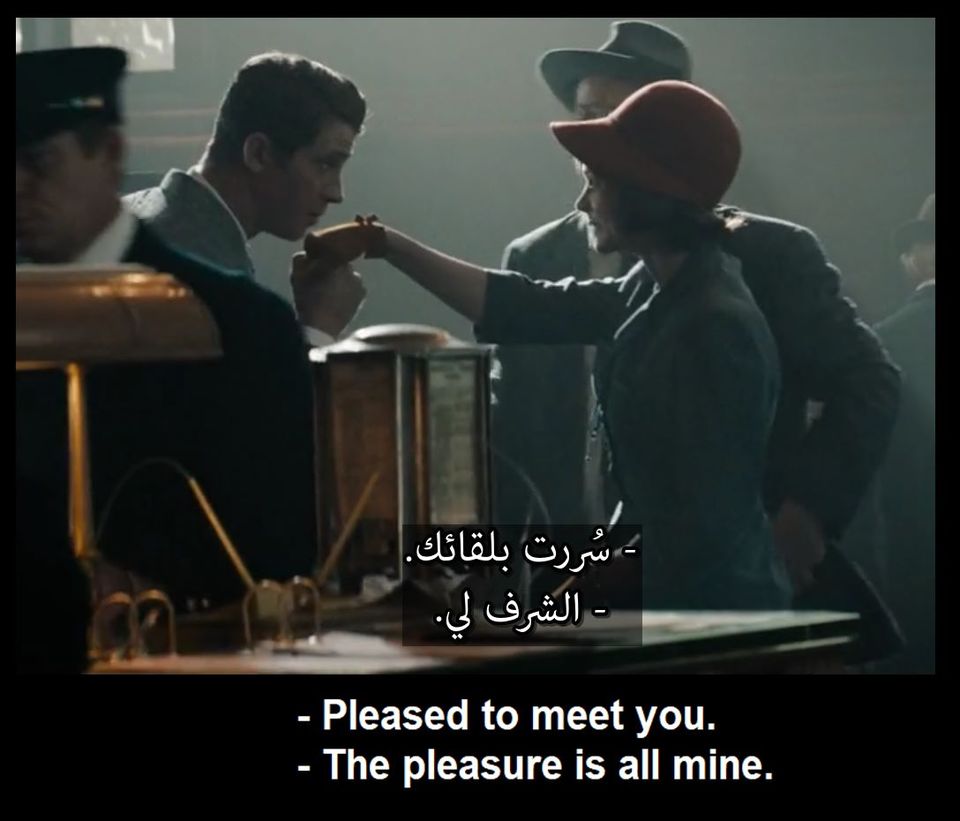 - سُررت بلقائك.
- الشرف لي.
- Pleased to meet you.
- The pleasure is all mine.